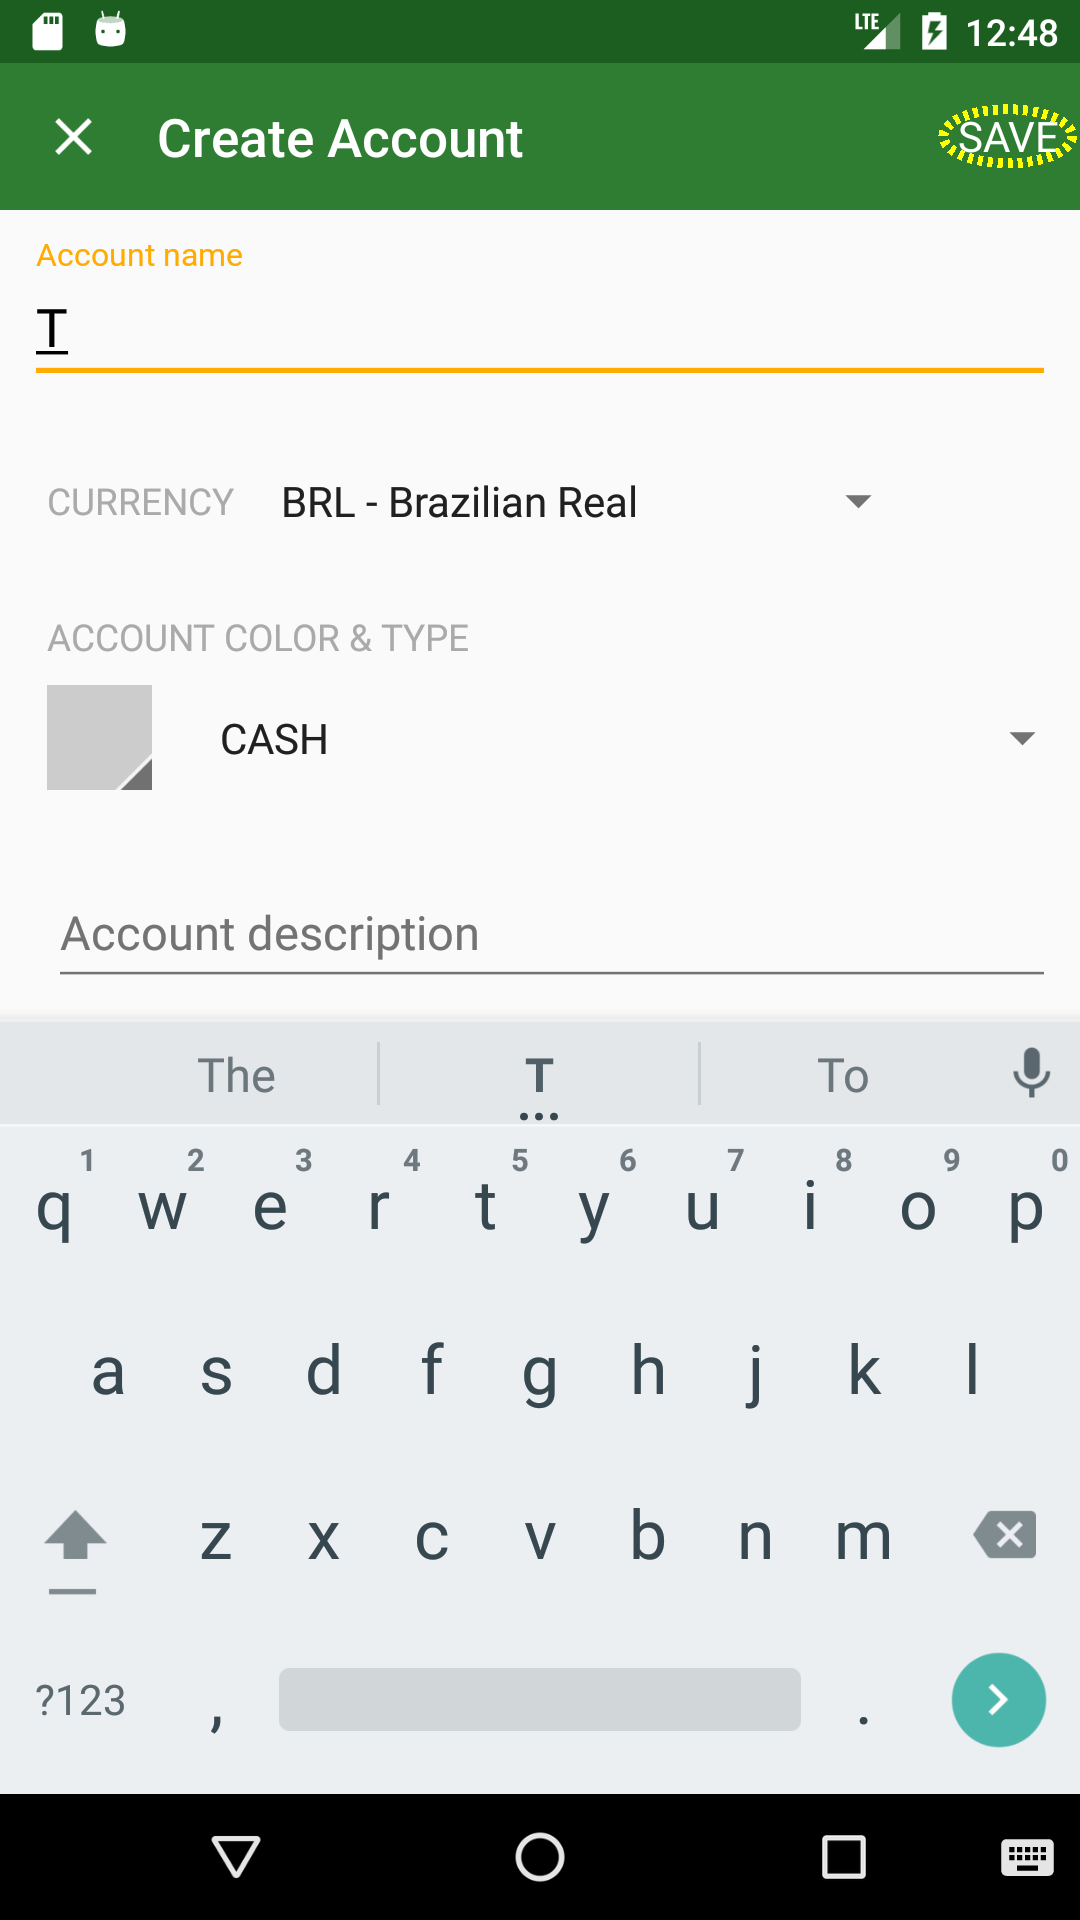 LTE 12:48
Create Account SAVE
Account name
T
CURRENCY BRL - Brazilian Real
ACCOUNT COLOR & TYPE
CASH
Account description
The T To
1 2 3 4 5 6 7 8 9 0
q w e r t y u i o p
a s d f g h j k l
z x c v b n m
?123 , .